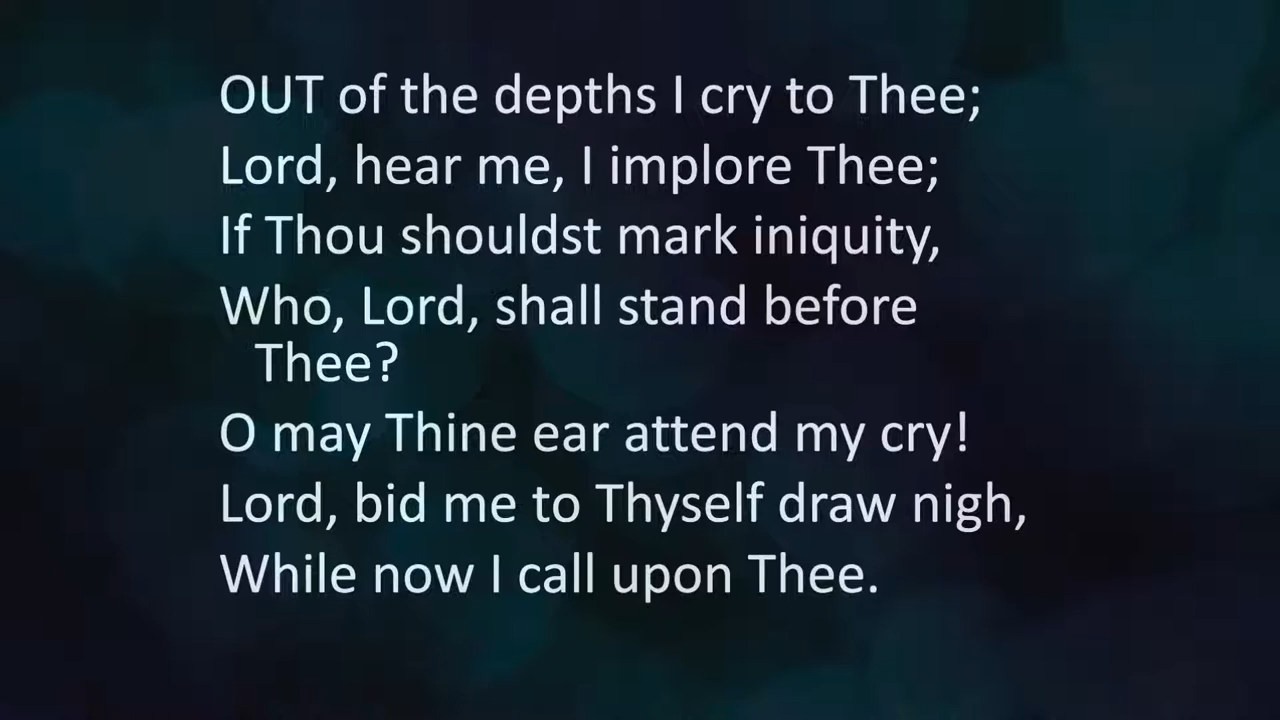 OUT of the depths I cry to Thee;
Lord, hear me, I implore Thee;
If Thou shouldst mark iniquity,
Who, Lord, shall stand before
Thee?
O may Thine ear attend my cry!
Lord, bid me to Thyself draw nigh,
While now I call upon Thee.